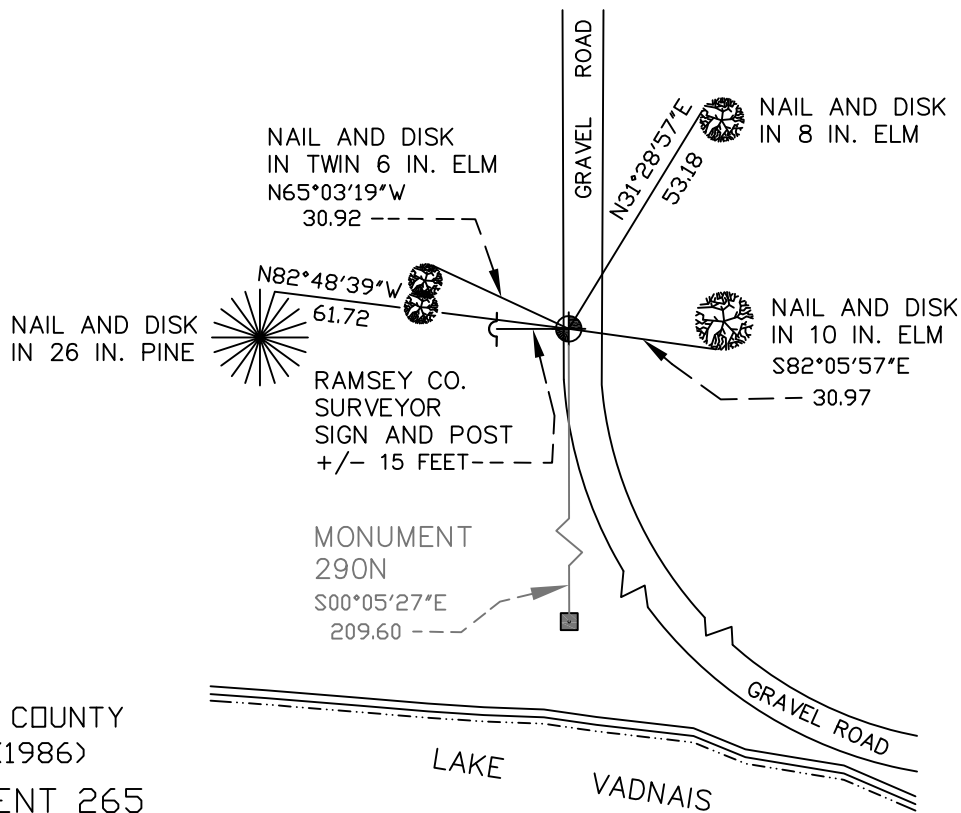 GRAVEL ROAD
NAIL AND DISK
IN 8 IN. ELM
N31°28'57"E
53.18
NAIL AND DISK
IN TWIN 6 IN. ELM
N65°03'19"W
30.92
N82°48'39"W
61.72
NAIL AND DISK
IN 26 IN. PINE
NAIL AND DISK
IN 10 IN. ELM
S82°05'57"E
30.97
RAMSEY CO.
SURVEYOR
SIGN AND POST
+/- 15 FEET
MONUMENT
290N
S00°05'27"E
209.60
GRAVEL ROAD
COUNTY
1986)
265
LAKE VADNAIS